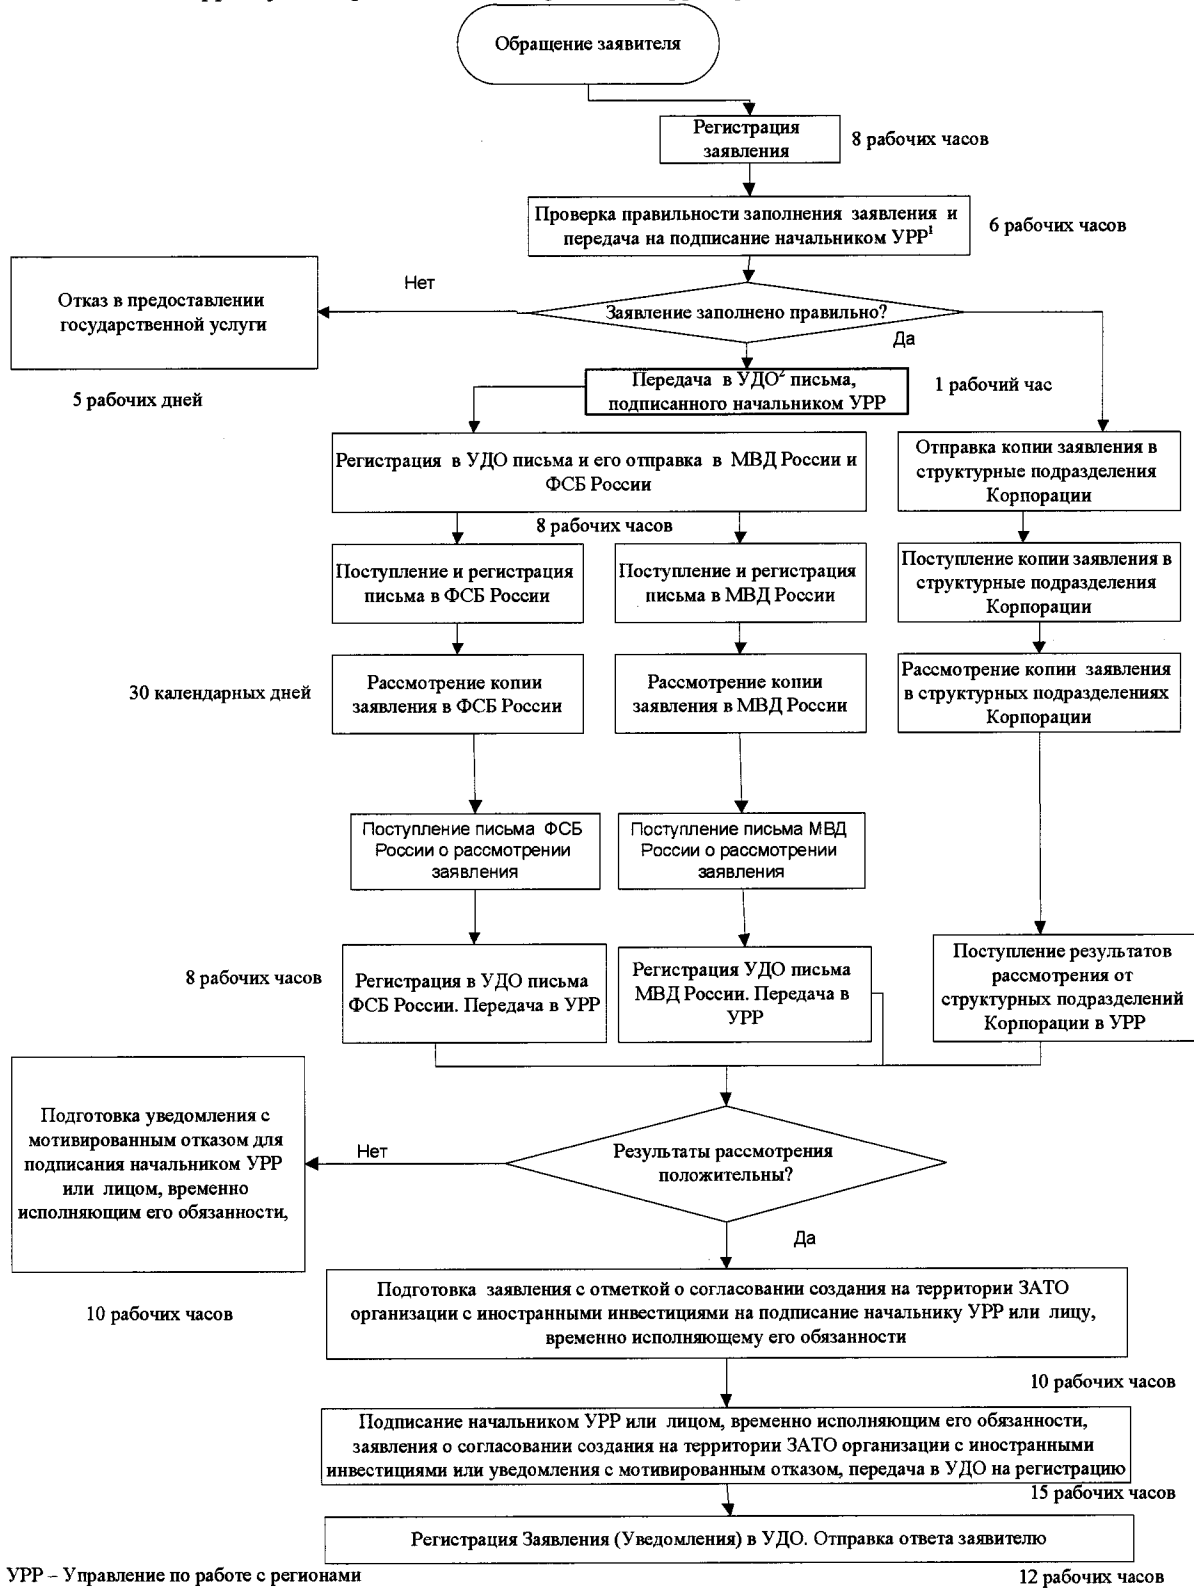 Обращение заявителя
Регистрация
заявления
8 рабочих часов
Проверка правильности заполнения заявления и
передача на подписание начальником УРР¹
6 рабочих часов
Нет
Отказ в предоставлении
государственной услуги
Заявление заполнено правильно?
Да
5 рабочих дней
Передача в УДО² письма,
подписанного начальником УРР
1 рабочий час
Регистрация в УДО письма и его отправка в МВД России и
ФСБ России
Отправка копии заявления в
структурные подразделения
Корпорации
8 рабочих часов
Поступление и регистрация
письма в ФСБ России
Поступление и регистрация
письма в МВД России
Поступление копии заявления в
структурные подразделения
Корпорации
30 календарных дней
Рассмотрение копии
заявления в ФСБ России
Рассмотрение копии
заявления в МВД России
Рассмотрение копии заявления
в структурных подразделениях
Корпорации
Поступление письма ФСБ
России о рассмотрении
заявления
Поступление письма МВД
России о рассмотрении
заявления
8 рабочих часов
Регистрация в УДО письма
ФСБ России. Передача в УРР
Регистрация УДО письма
МВД России. Передача в
УРР
Поступление результатов
рассмотрения от
структурных подразделений
Корпорации в УРР
Подготовка уведомления с
мотивированным отказом для
подписания начальником УРР
или лицом, временно
исполняющим его обязанности,
Нет
Результаты рассмотрения
положительны?
Да
10 рабочих часов
Подготовка заявления с отметкой о согласовании создания на территории ЗАТО
организации с иностранными инвестициями на подписание начальнику УРР или лицу,
временно исполняющему его обязанности
10 рабочих часов
Подписание начальником УРР или лицом, временно исполняющим его обязанности,
заявления о согласовании создания на территории ЗАТО организации с иностранными
инвестициями или уведомления с мотивированным отказом, передача в УДО на регистрацию
15 рабочих часов
Регистрация Заявления (Уведомления) в УДО. Отправка ответа заявителю
УРР – Управление по работе с регионами
12 рабочих часов